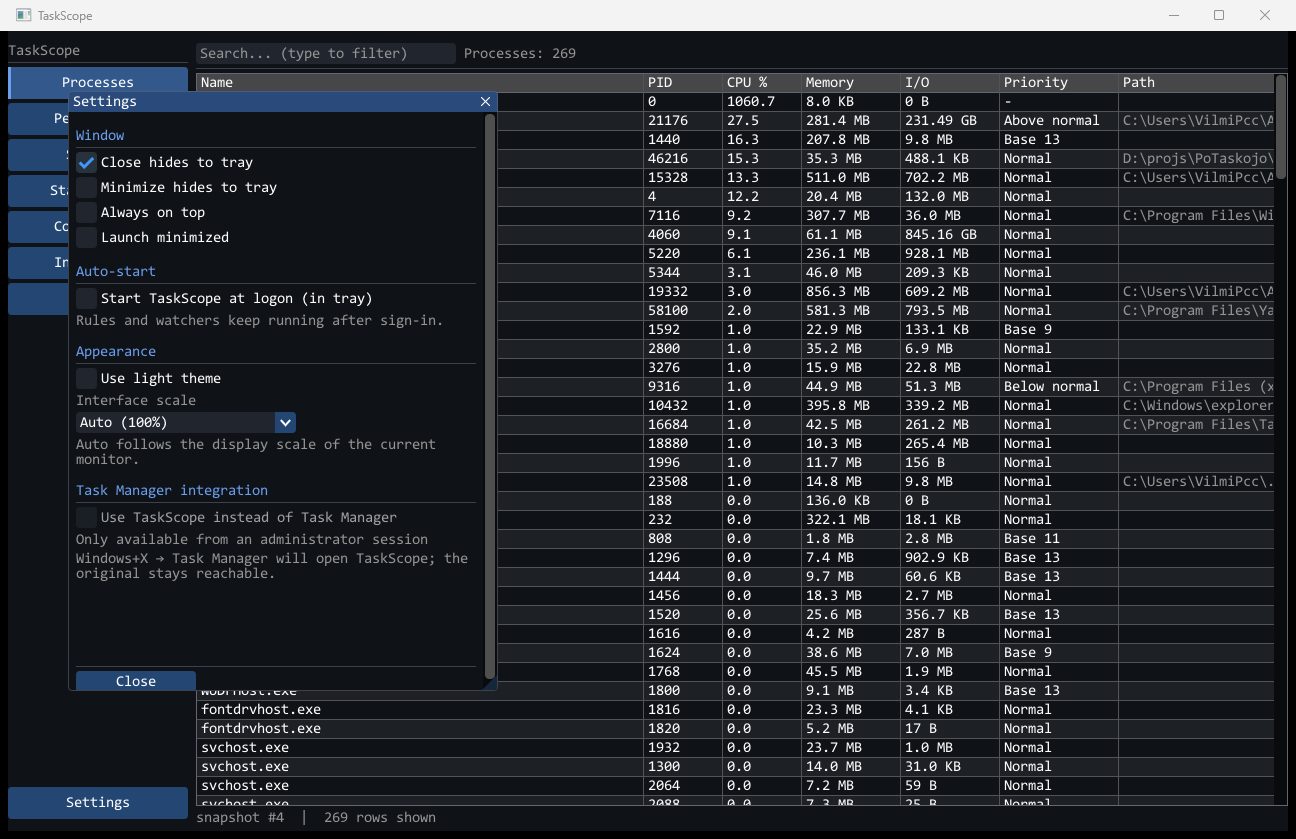 TaskScope
TaskScope
Search... (type to filter) Processes: 269
Processes
Settings
Window
Close hides to tray
Minimize hides to tray
Always on top
Launch minimized
Auto-start
Start TaskScope at logon (in tray)
Rules and watchers keep running after sign-in.
Appearance
Use light theme
Interface scale
Auto (100%)
Auto follows the display scale of the current
monitor.
Task Manager integration
Use TaskScope instead of Task Manager
Only available from an administrator session
Windows+X → Task Manager will open TaskScope; the
original stays reachable.
Close
Settings
Name PID CPU % Memory I/O Priority Path
0 1060.7 8.0 KB 0 B -
21176 27.5 281.4 MB 231.49 GB Above normal C:\Users\VilmiPcc\A
1440 16.3 207.8 MB 9.8 MB Base 13
46216 15.3 35.3 MB 488.1 KB Normal D:\projs\PoTaskojo\
15328 13.3 511.0 MB 702.2 MB Normal C:\Users\VilmiPcc\A
4 12.2 20.4 MB 132.0 MB Normal
7116 9.2 307.7 MB 36.0 MB Normal C:\Program Files\Wi
4060 9.1 61.1 MB 845.16 GB Normal
5220 6.1 236.1 MB 928.1 MB Normal
5344 3.1 46.0 MB 209.3 KB Normal
19332 3.0 856.3 MB 609.2 MB Normal C:\Users\VilmiPcc\A
58100 2.0 581.3 MB 793.5 MB Normal C:\Program Files\Ya
1592 1.0 22.9 MB 133.1 KB Base 9
2800 1.0 35.2 MB 6.9 MB Normal
3276 1.0 15.9 MB 22.8 MB Normal
9316 1.0 44.9 MB 51.3 MB Below normal C:\Program Files (x
10432 1.0 395.8 MB 339.2 MB Normal C:\Windows\explorer
16684 1.0 42.5 MB 261.2 MB Normal C:\Program Files\Ta
18880 1.0 10.3 MB 265.4 MB Normal
1996 1.0 11.7 MB 156 B Normal
23508 1.0 14.8 MB 9.8 MB Normal C:\Users\VilmiPcc\.
188 0.0 136.0 KB 0 B Normal
232 0.0 322.1 MB 18.1 KB Normal
808 0.0 1.8 MB 2.8 MB Base 11
1296 0.0 7.4 MB 902.9 KB Base 13
1444 0.0 9.7 MB 60.6 KB Base 13
1456 0.0 18.3 MB 2.7 MB Normal
1520 0.0 25.6 MB 356.7 KB Base 13
1616 0.0 4.2 MB 287 B Normal
1624 0.0 38.6 MB 7.0 MB Base 9
1768 0.0 45.5 MB 1.9 MB Normal
1800 0.0 9.1 MB 3.4 KB Base 13
fontdrvhost.exe 1816 0.0 23.3 MB 4.1 KB Normal
fontdrvhost.exe 1820 0.0 5.2 MB 17 B Normal
svchost.exe 1932 0.0 23.7 MB 1.0 MB Normal
svchost.exe 1300 0.0 14.0 MB 31.0 KB Normal
svchost.exe 2064 0.0 7.2 MB 59 B Normal
svchost.exe 2088 0.0 7.3 MB 25 B Normal
snapshot #4 | 269 rows shown